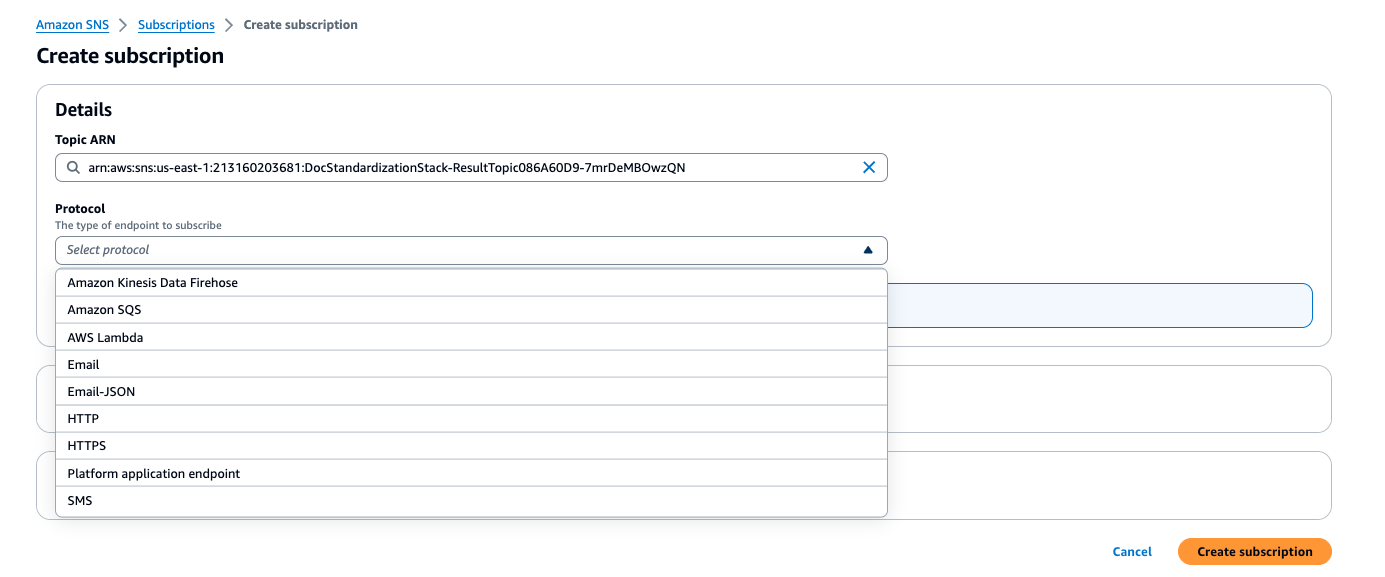 Amazon SNS > Subscriptions > Create subscription
Create subscription
Details
Topic ARN
arn:aws:sns:us-east-1:213160203681:DocStandardizationStack-ResultTopic086A60D9-7mrDeMBOwzQN
Protocol
The type of endpoint to subscribe
Select protocol
Amazon Kinesis Data Firehose
Amazon SQS
AWS Lambda
Email
Email-JSON
HTTP
HTTPS
Platform application endpoint
SMS
Cancel Create subscription